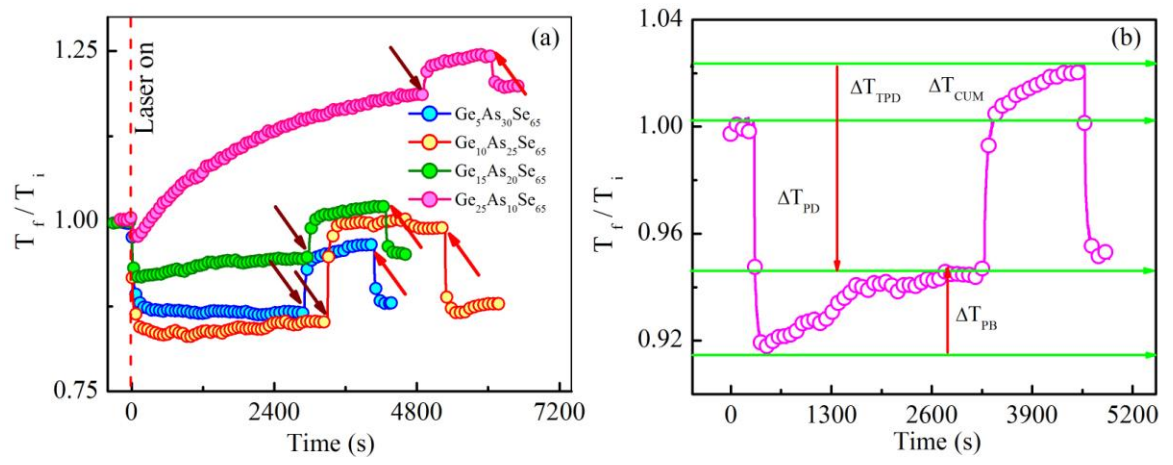 (a)
1.25
1.00
0.75
T_f / T_i
Laser on
Ge₅As₃₀Se₆₅
Ge₁₀As₂₅Se₆₅
Ge₁₅As₂₀Se₆₅
Ge₂₅As₁₀Se₆₅
0 2400 4800 7200
Time (s)
(b)
1.04
1.00
0.96
0.92
T_f / T_i
ΔT_TPD ΔT_CUM
ΔT_PD
ΔT_PB
0 1300 2600 3900 5200
Time (s)